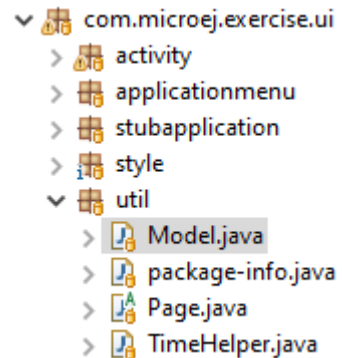 com.microej.exercise.ui
activity
applicationmenu
stubapplication
style
util
Model.java
package-info.java
Page.java
TimeHelper.java